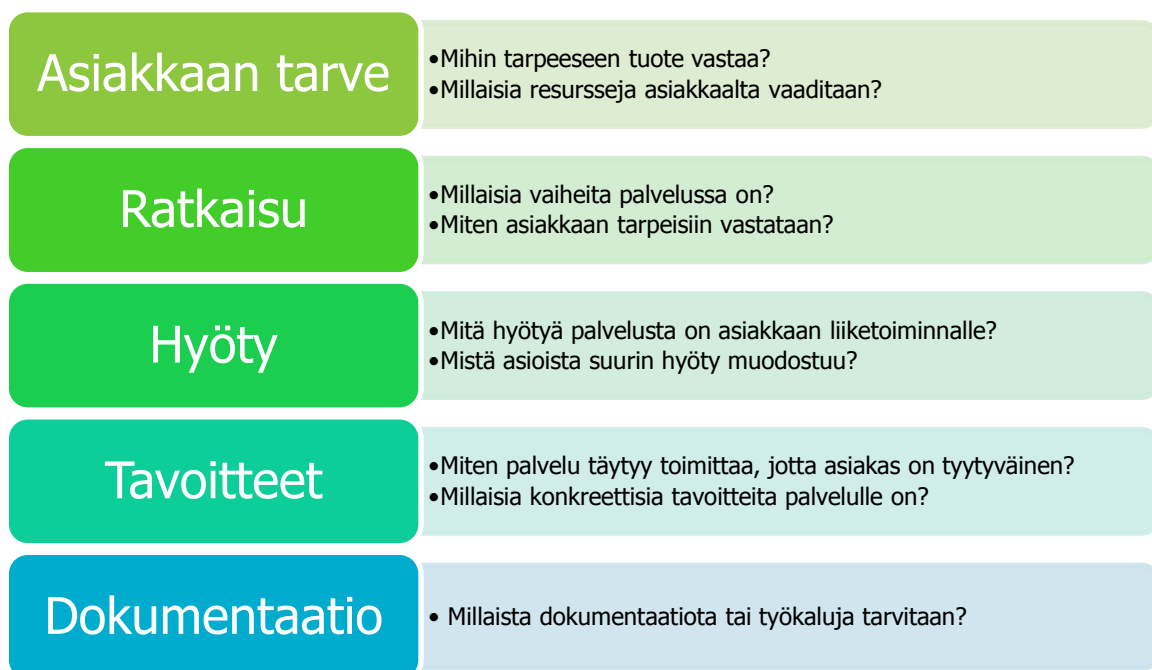 Asiakkaan tarve
•Mihin tarpeeseen tuote vastaa?
•Millaisia resursseja asiakkaalta vaaditaan?
Ratkaisu
•Millaisia vaiheita palvelussa on?
•Miten asiakkaan tarpeisiin vastataan?
Hyöty
•Mitä hyötyä palvelusta on asiakkaan liiketoiminnalle?
•Mistä asioista suurin hyöty muodostuu?
Tavoitteet
•Miten palvelu täytyy toimittaa, jotta asiakas on tyytyväinen?
•Millaisia konkreettisia tavoitteita palvelulle on?
Dokumentaatio
• Millaista dokumentaatiota tai työkaluja tarvitaan?